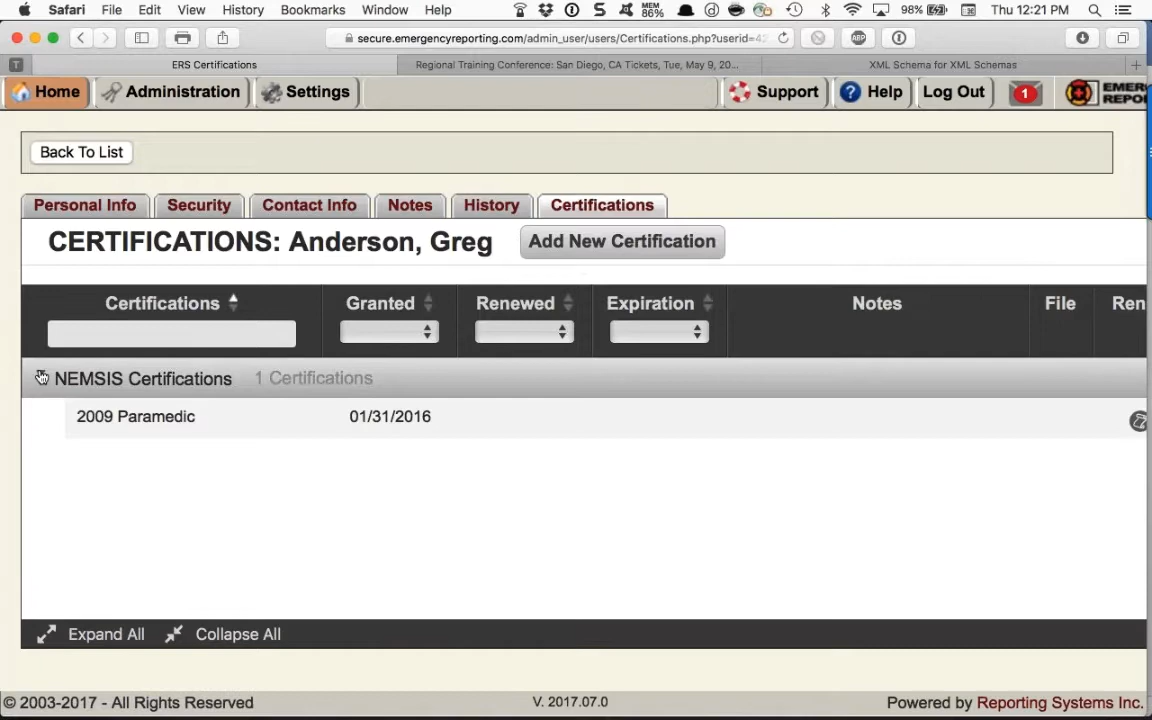 Safari File Edit View History Bookmarks Window Help MEM 86% 98% Thu 12:21 PM
secure.emergencyreporting.com/admin_user/users/Certifications.php?userid=4
T ERS Certifications Regional Training Conference: San Diego, CA Tickets, Tue, May 9, 20... XML Schema for XML Schemas
Home Administration Settings Support Help Log Out 1 EMER
REPO
Back To List
Personal Info Security Contact Info Notes History Certifications
CERTIFICATIONS: Anderson, Greg Add New Certification
Certifications Granted Renewed Expiration Notes File Ren
NEMSIS Certifications 1 Certifications
2009 Paramedic 01/31/2016
Expand All Collapse All
© 2003-2017 - All Rights Reserved V. 2017.07.0 Powered by Reporting Systems Inc.